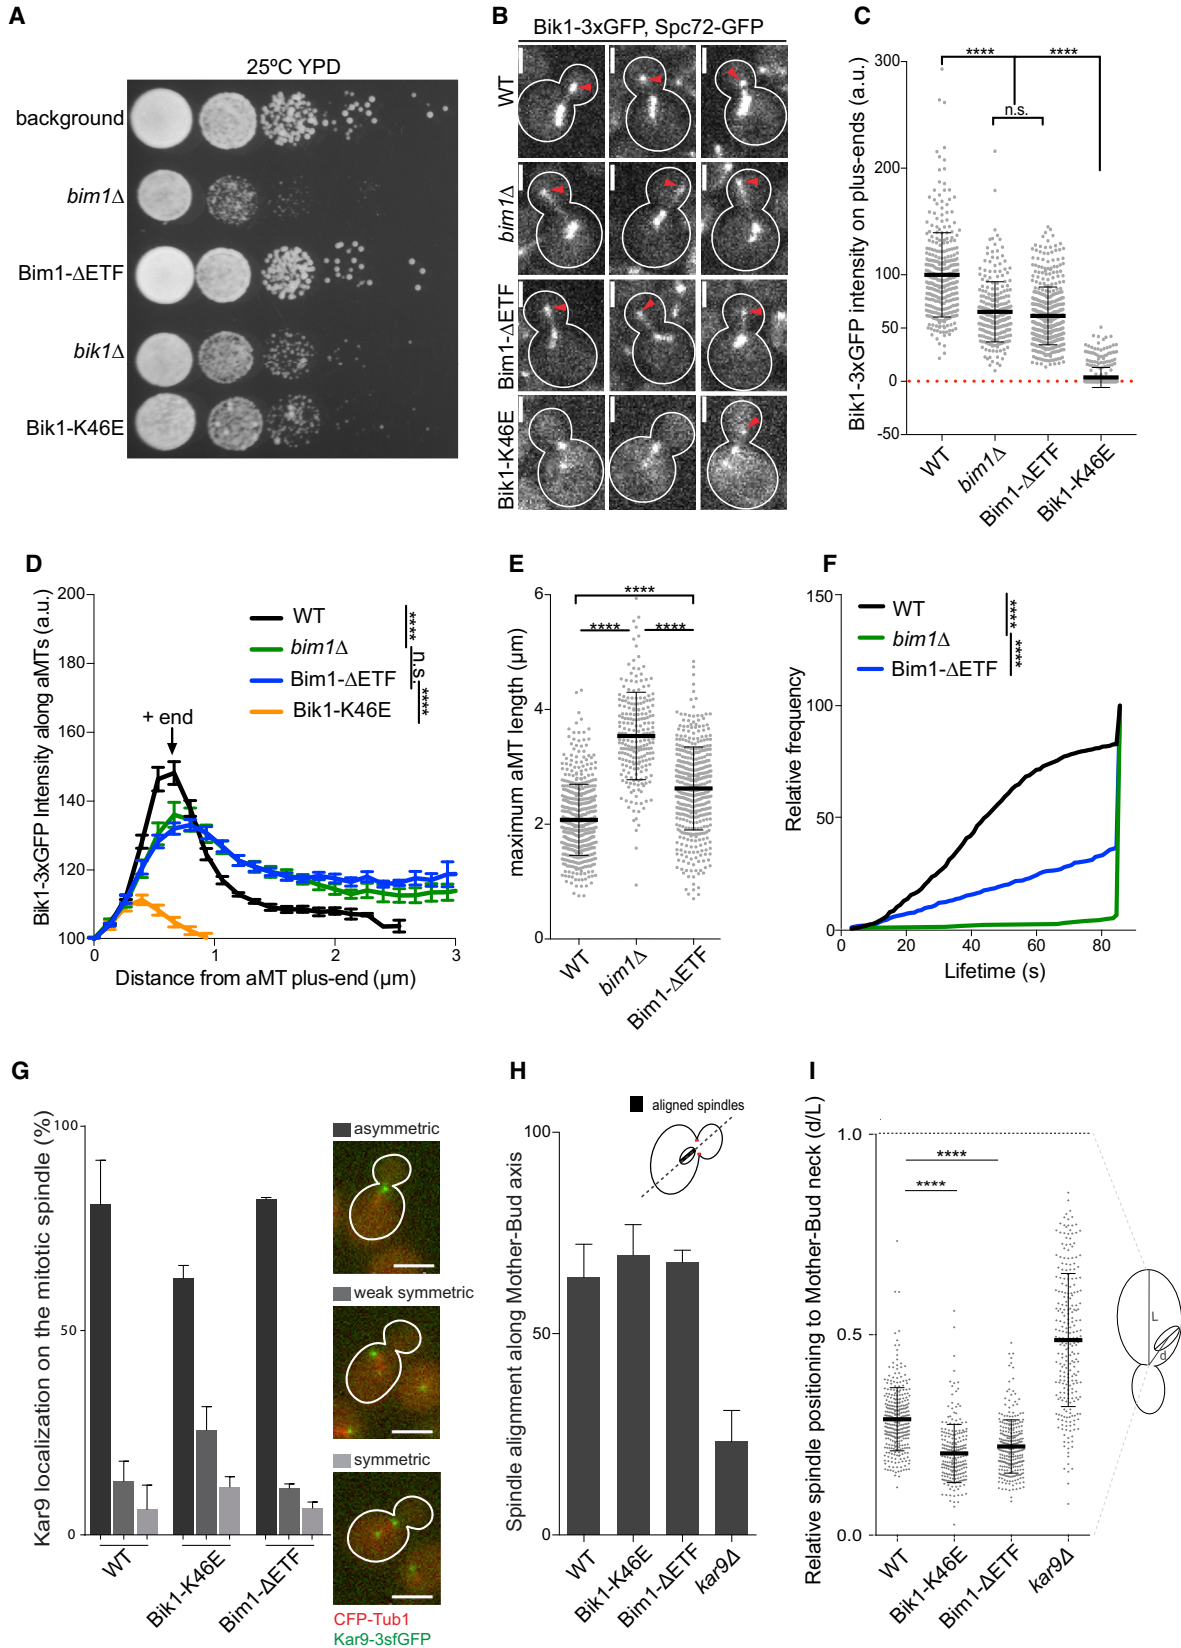 A
25ºC YPD
background
bim1Δ
Bim1-ΔETF
bik1Δ
Bik1-K46E
B
Bik1-3xGFP, Spc72-GFP
WT
bim1Δ
Bim1-ΔETF
Bik1-K46E
C
Bik1-3xGFP intensity on plus-ends (a.u.)
300
200
100
50
0
-50
****
****
n.s.
WT
bim1Δ
Bim1-ΔETF
Bik1-K46E
D
Bik1-3xGFP Intensity along aMTs (a.u.)
200
180
160
140
120
100
WT
bim1Δ
Bim1-ΔETF
Bik1-K46E
****
n.s.
****
+ end
0
1
2
3
Distance from aMT plus-end (µm)
E
maximum aMT length (µm)
6
4
2
0
****
****
****
WT
bim1Δ
Bim1-ΔETF
F
Relative frequency
150
100
50
0
WT
bim1Δ
Bim1-ΔETF
****
****
20
40
60
80
Lifetime (s)
G
Kar9 localization on the mitotic spindle (%)
100
50
0
WT
Bik1-K46E
Bim1-ΔETF
asymmetric
weak symmetric
symmetric
CFP-Tub1
Kar9-3sfGFP
H
Spindle alignment along Mother-Bud axis
aligned spindles
100
50
0
WT
Bik1-K46E
Bim1-ΔETF
kar9Δ
I
Relative spindle positioning to Mother-Bud neck (d/L)
1.0
0.5
0.0
****
****
WT
Bik1-K46E
Bim1-ΔETF
kar9Δ
L
d